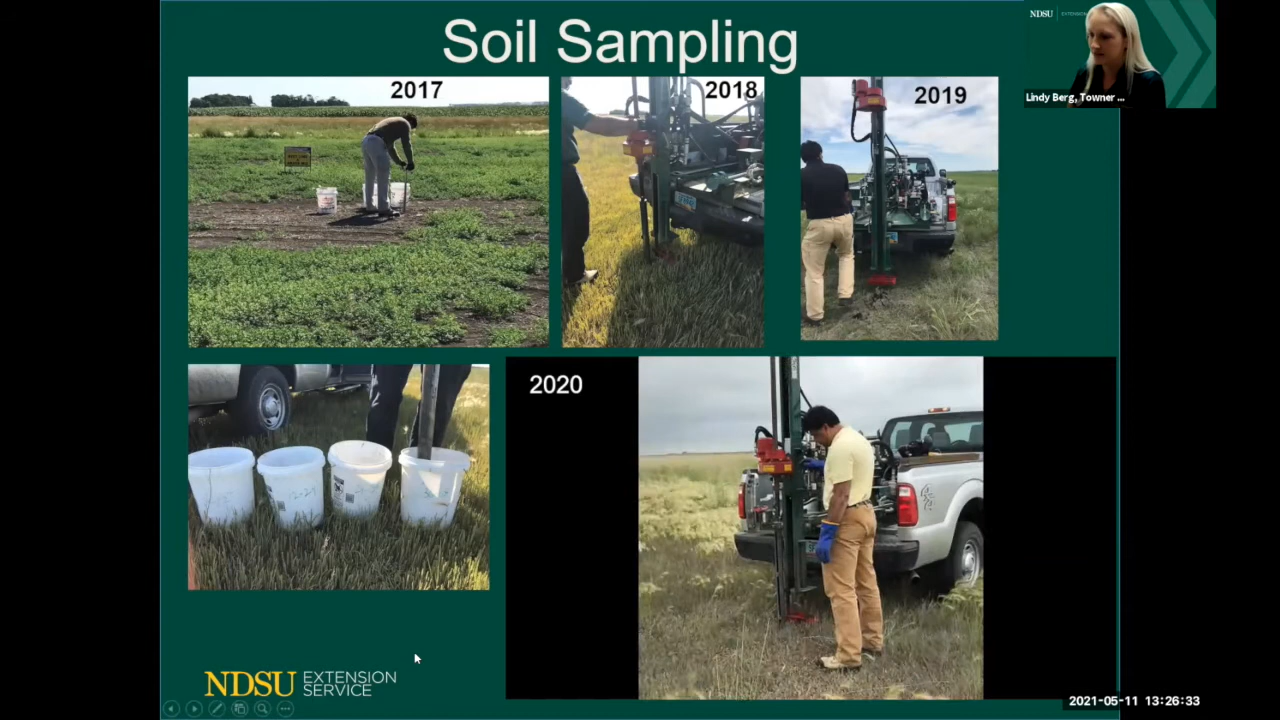 Soil Sampling
NDSU EXTENSION
Lindy Berg, Towner ...
2017
2018
2019
2020
NDSU EXTENSION
SERVICE
2021-05-11 13:26:33